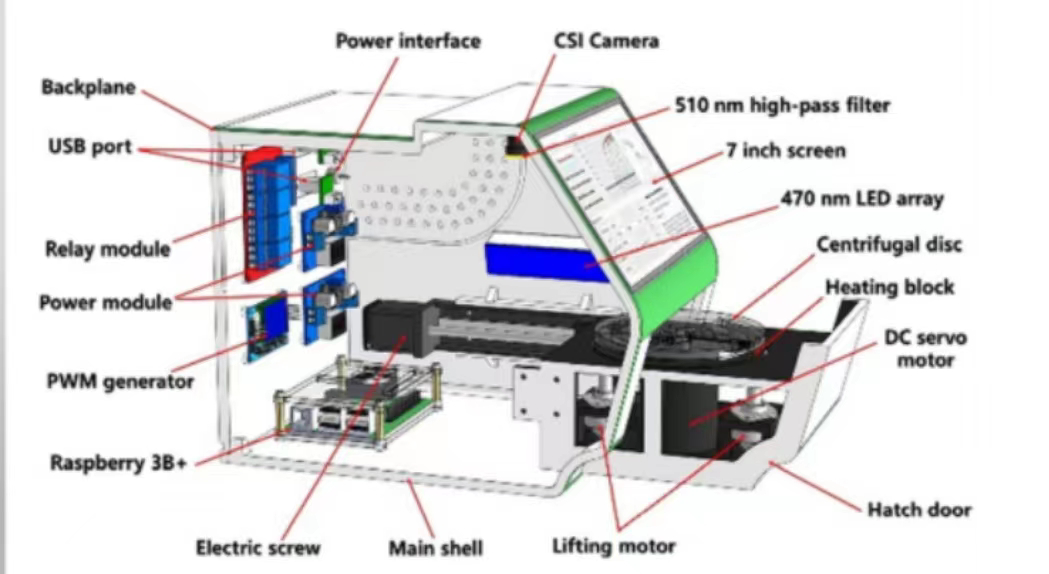 Power interface
CSI Camera
Backplane
510 nm high-pass filter
USB port
7 inch screen
470 nm LED array
Relay module
Centrifugal disc
Power module
Heating block
DC servo
motor
PWM generator
Raspberry 3B+
Hatch door
Electric screw
Main shell
Lifting motor